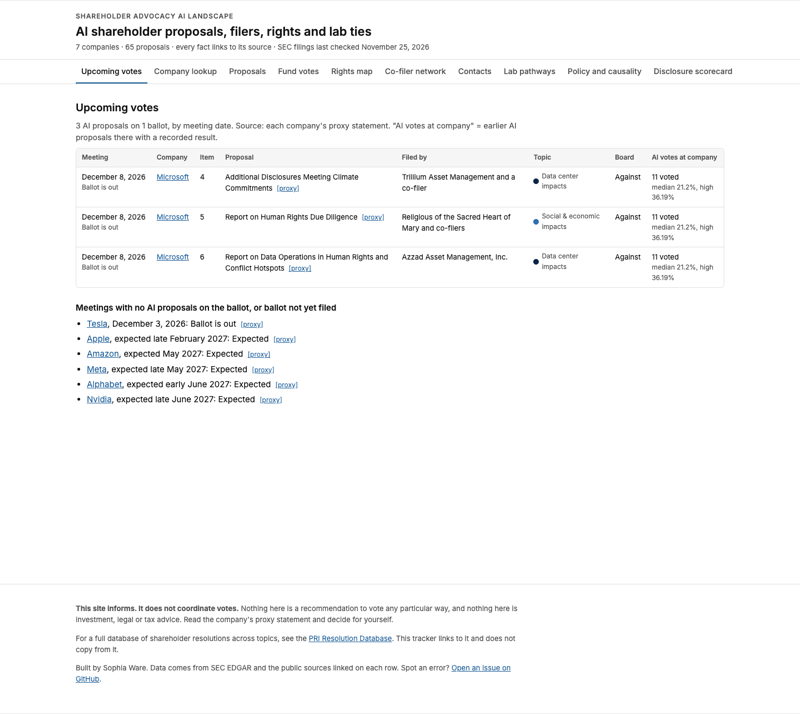 SHAREHOLDER ADVOCACY AI LANDSCAPE
AI shareholder proposals, filers, rights and lab ties
7 companies · 65 proposals · every fact links to its source · SEC filings last checked November 25, 2026
Upcoming votes Company lookup Proposals Fund votes Rights map Co-filer network Contacts Lab pathways Policy and causality Disclosure scorecard
Upcoming votes
3 AI proposals on 1 ballot, by meeting date. Source: each company's proxy statement. "AI votes at company" = earlier AI
proposals there with a recorded result.
Meeting Company Item Proposal Filed by Topic Board AI votes at company
December 8, 2026 Microsoft 4 Additional Disclosures Meeting Climate Trillium Asset Management and a Data center Against 11 voted
Ballot is out Commitments [proxy] co-filer impacts median 21.2%, high
36.19%
December 8, 2026 Microsoft 5 Report on Human Rights Due Diligence [proxy] Religious of the Sacred Heart of Social & economic Against 11 voted
Ballot is out Mary and co-filers impacts median 21.2%, high
36.19%
December 8, 2026 Microsoft 6 Report on Data Operations in Human Rights and Azzad Asset Management, Inc. Data center Against 11 voted
Ballot is out Conflict Hotspots [proxy] impacts median 21.2%, high
36.19%
Meetings with no AI proposals on the ballot, or ballot not yet filed
• Tesla, December 3, 2026: Ballot is out [proxy]
• Apple, expected late February 2027: Expected [proxy]
• Amazon, expected May 2027: Expected [proxy]
• Meta, expected late May 2027: Expected [proxy]
• Alphabet, expected early June 2027: Expected [proxy]
• Nvidia, expected late June 2027: Expected [proxy]
This site informs. It does not coordinate votes. Nothing here is a recommendation to vote any particular way, and nothing here is
investment, legal or tax advice. Read the company's proxy statement and decide for yourself.
For a full database of shareholder resolutions across topics, see the PRI Resolution Database. This tracker links to it and does not
copy from it.
Built by Sophia Ware. Data comes from SEC EDGAR and the public sources linked on each row. Spot an error? Open an issue on
GitHub.